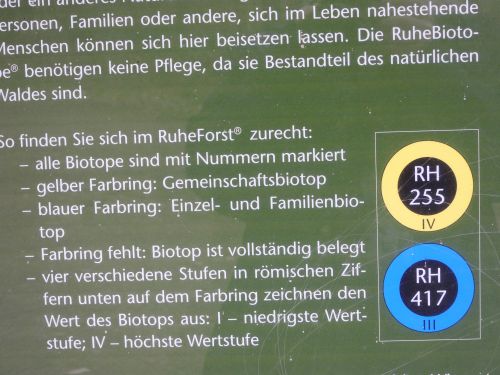 ersonen, Familien oder andere, sich im Leben nahestehende
Menschen können sich hier beisetzen lassen. Die RuheBioto-
pe® benötigen keine Pflege, da sie Bestandteil des natürlichen
Waldes sind.
So finden Sie sich im RuheForst® zurecht:
– alle Biotope sind mit Nummern markiert
– gelber Farbring: Gemeinschaftsbiotop
– blauer Farbring: Einzel- und Familienbio-
top
– Farbring fehlt: Biotop ist vollständig belegt
– vier verschiedene Stufen in römischen Zif-
fern unten auf dem Farbring zeichnen den
Wert des Biotops aus: I – niedrigste Wert-
stufe; IV – höchste Wertstufe
RH
255
IV
RH
417
III